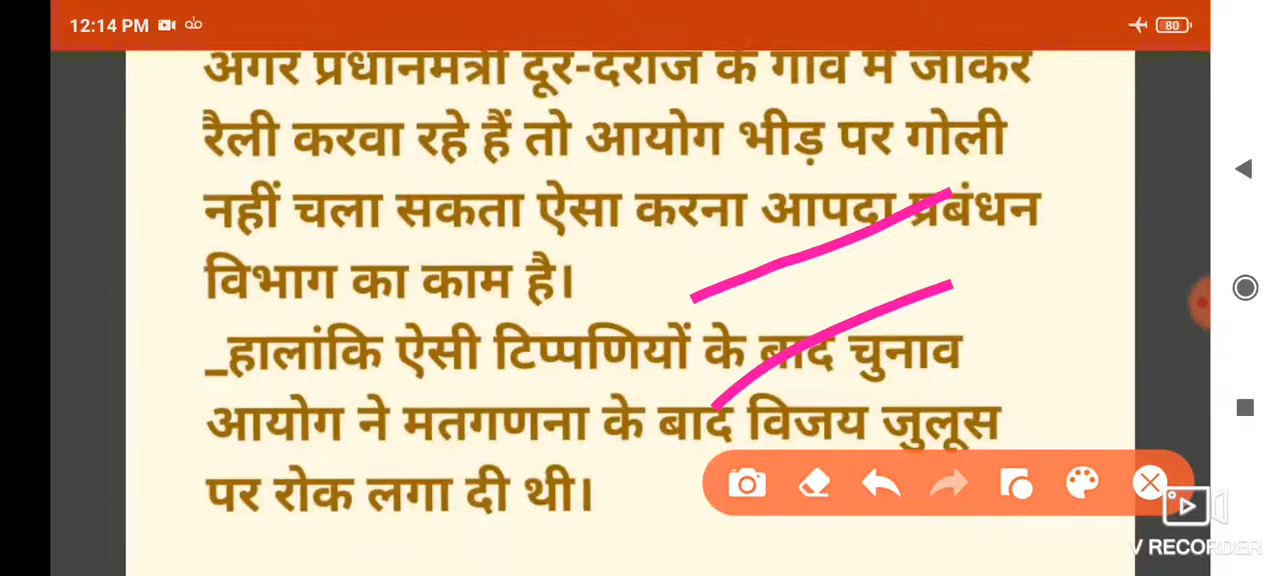 12:14 PM
80
अगर प्रधानमंत्री दूर-दराज के गांव में जाकर
रैली करवा रहे हैं तो आयोग भीड़ पर गोली
नहीं चला सकता ऐसा करना आपदा प्रबंधन
विभाग का काम है।
_हालांकि ऐसी टिप्पणियों के बाद चुनाव
आयोग ने मतगणना के बाद विजय जुलूस
पर रोक लगा दी थी।
V RECORDER